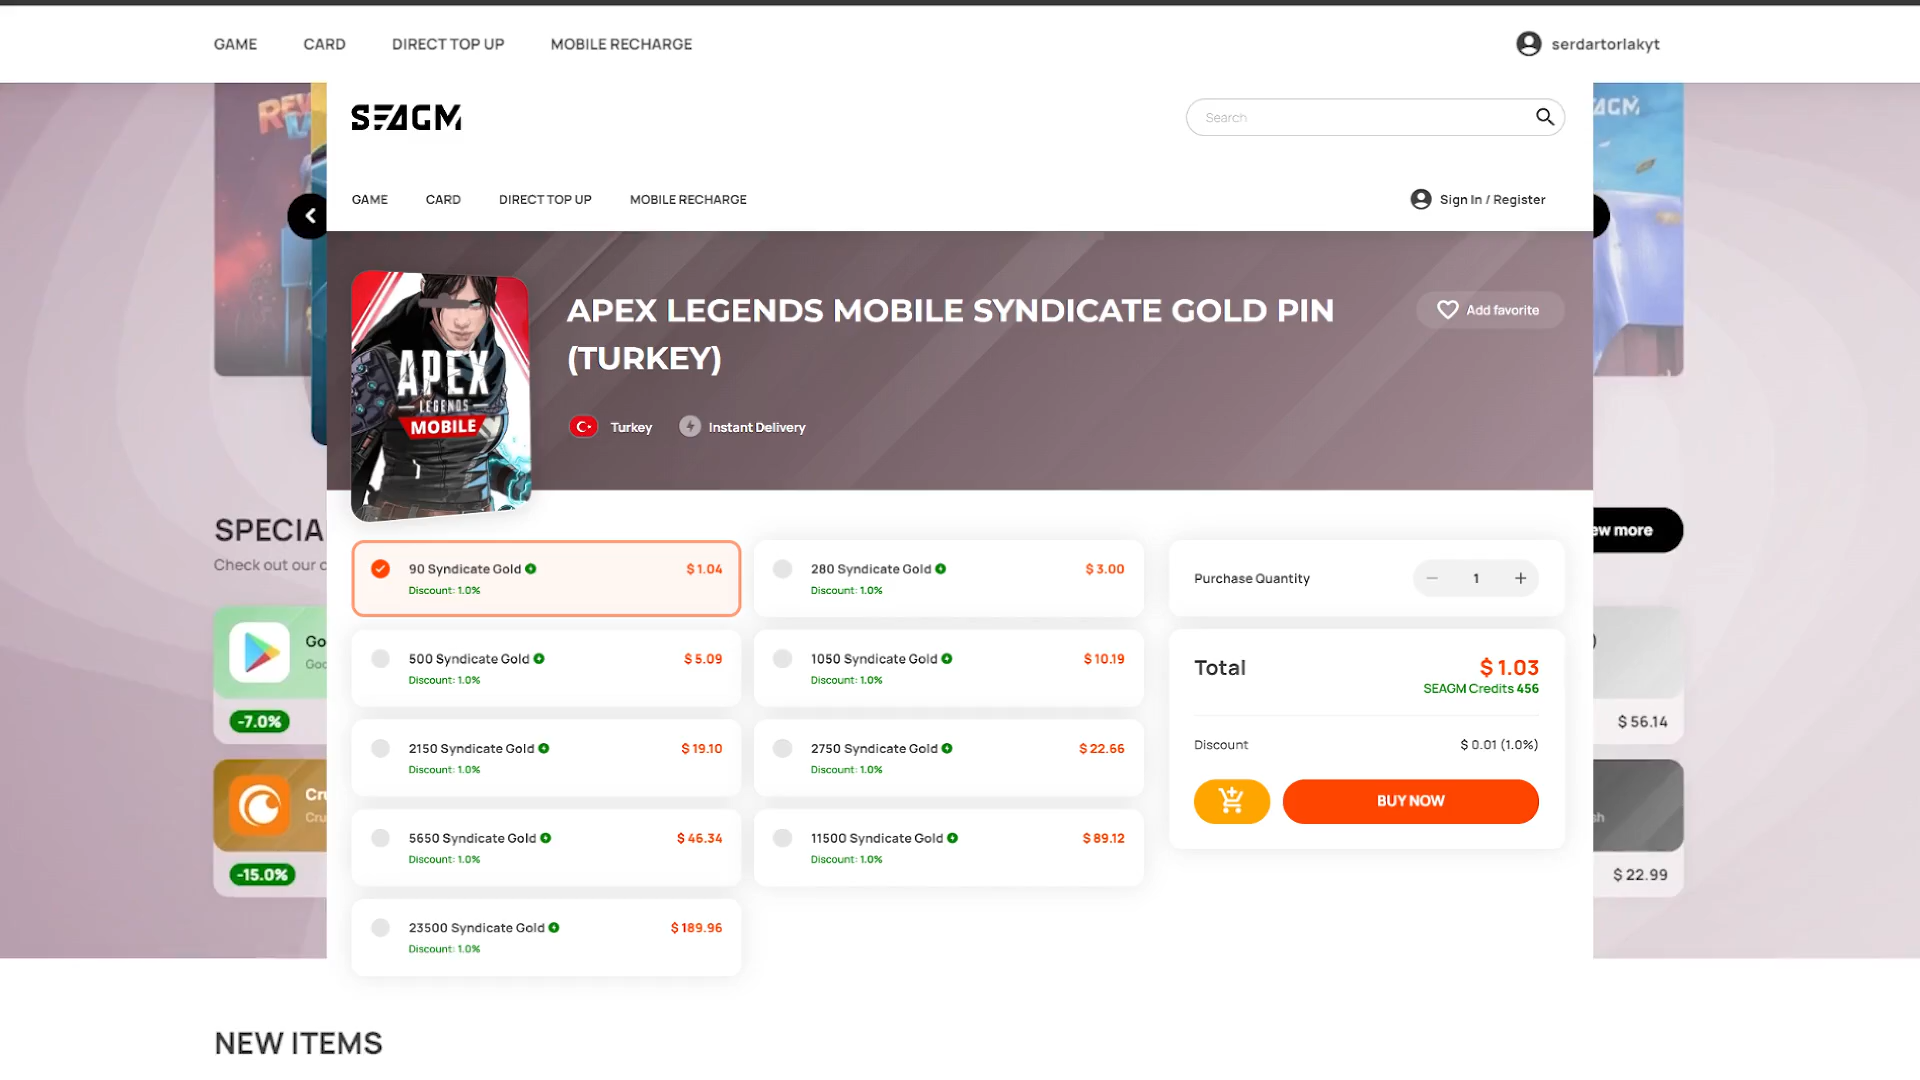 GAME CARD DIRECT TOP UP MOBILE RECHARGE serdartorlakyt
SEAGM
Search
GAME CARD DIRECT TOP UP MOBILE RECHARGE Sign In / Register
APEX LEGENDS MOBILE SYNDICATE GOLD PIN
(TURKEY)
Add favorite
APEX
LEGENDS
MOBILE
Turkey Instant Delivery
SPECIA
Check out our
ew more
90 Syndicate Gold $ 1.04
Discount: 1.0%
280 Syndicate Gold $ 3.00
Discount: 1.0%
500 Syndicate Gold $ 5.09
Discount: 1.0%
1050 Syndicate Gold $ 10.19
Discount: 1.0%
2150 Syndicate Gold $ 19.10
Discount: 1.0%
2750 Syndicate Gold $ 22.66
Discount: 1.0%
5650 Syndicate Gold $ 46.34
Discount: 1.0%
11500 Syndicate Gold $ 89.12
Discount: 1.0%
23500 Syndicate Gold $ 189.96
Discount: 1.0%
Purchase Quantity 1
Total $ 1.03
SEAGM Credits 456
Discount $ 0.01 (1.0%)
BUY NOW
Go
Goo
-7.0%
$ 56.14
Cru
-15.0%
$ 22.99
NEW ITEMS